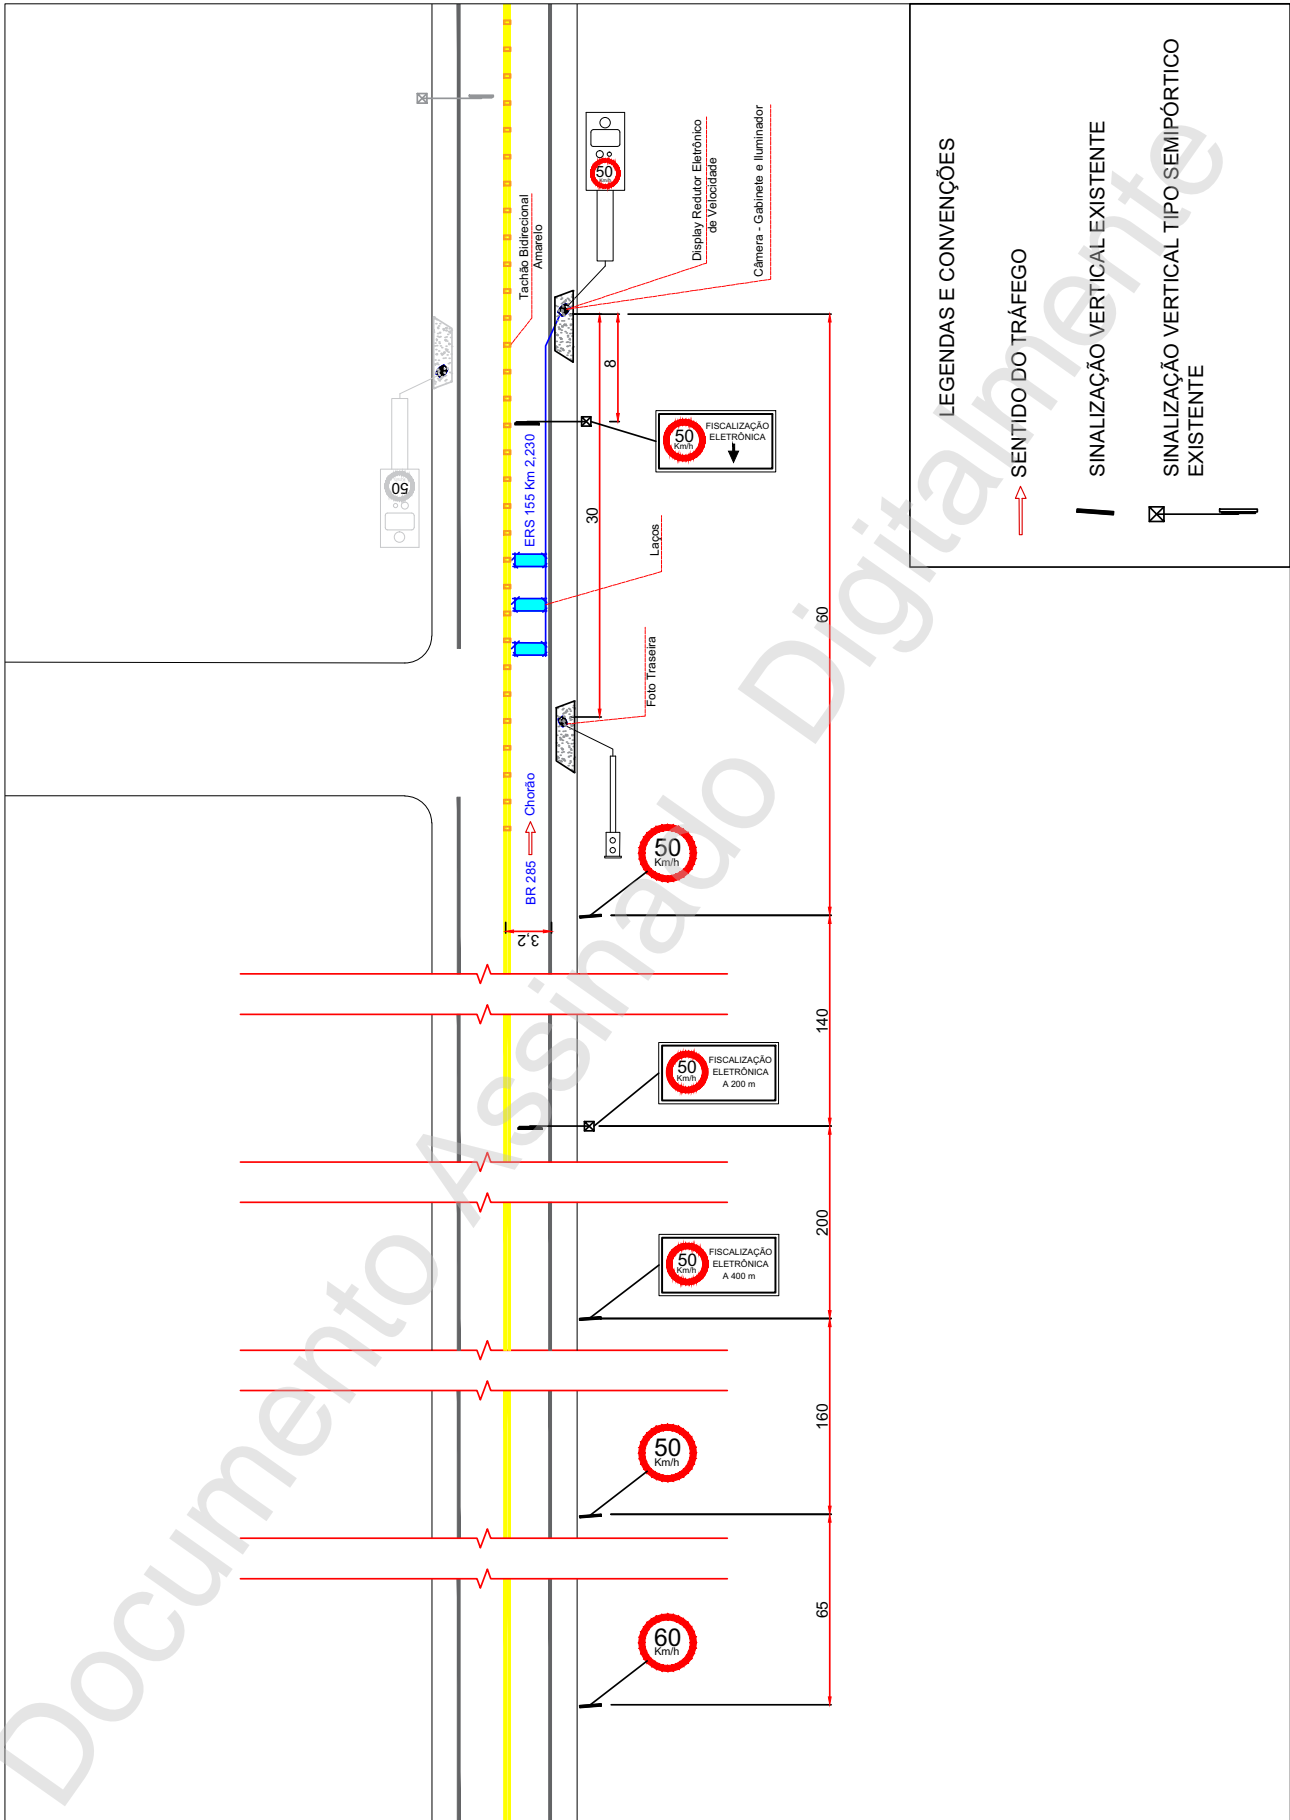 LEGENDAS E CONVENÇÕES
SENTIDO DO TRÁFEGO
SINALIZAÇÃO VERTICAL EXISTENTE
SINALIZAÇÃO VERTICAL TIPO SEMIPÓRTICO
EXISTENTE
Tachão Bidirecional
Amarelo
50
Km/h
Display Redutor Eletrônico
de Velocidade
Câmera - Gabinete e Iluminador
50
ERS 155 Km 2,230
8
30
60
50
Km/h
FISCALIZAÇÃO
ELETRÔNICA
Laços
Foto Traseira
BR 285
Chorão
3,2
50
Km/h
140
50
Km/h
FISCALIZAÇÃO
ELETRÔNICA
A 200 m
200
50
Km/h
FISCALIZAÇÃO
ELETRÔNICA
A 400 m
160
50
Km/h
65
60
Km/h
Documento Assinado Digitalmente